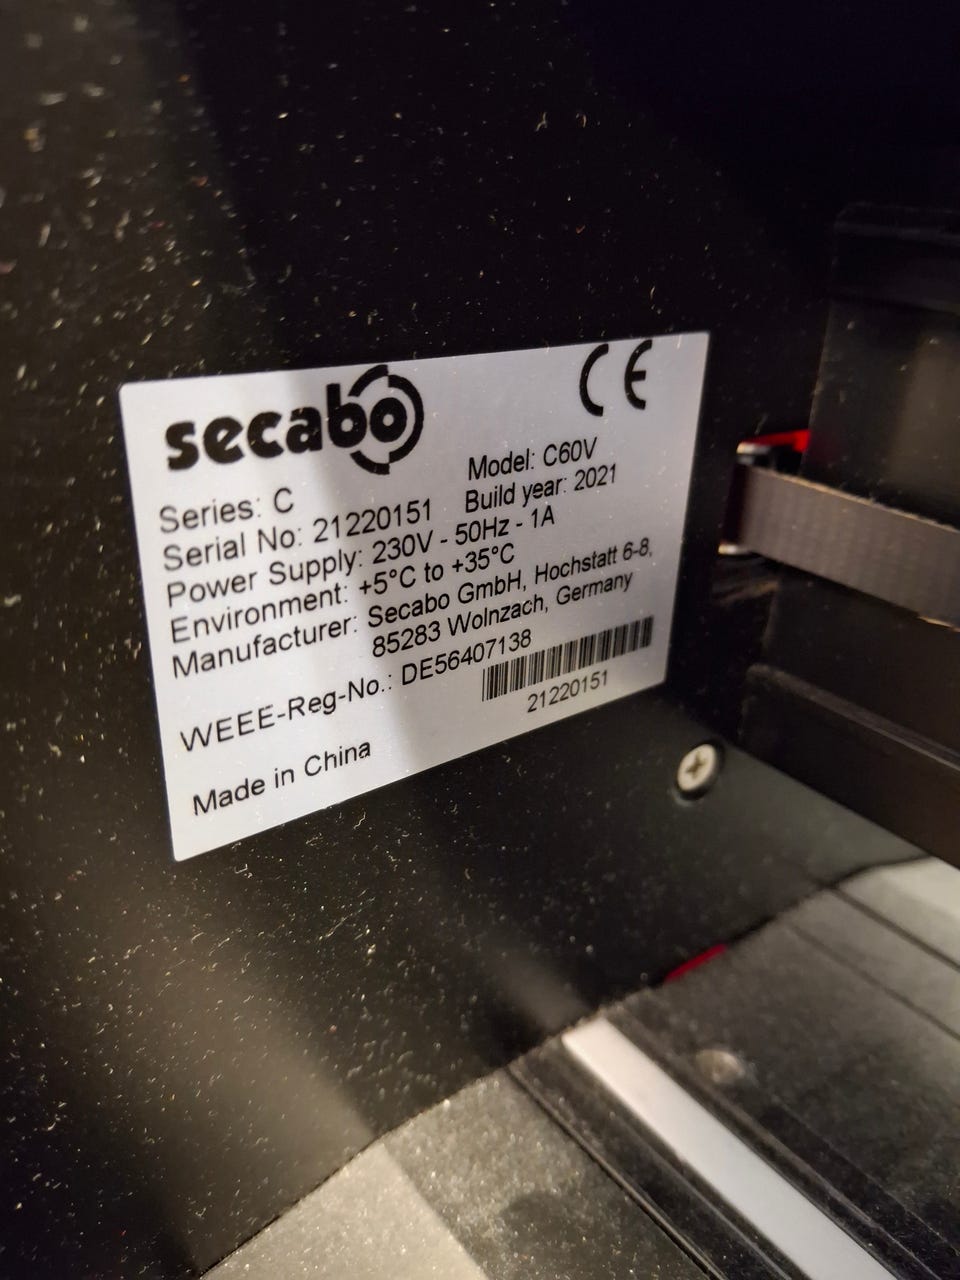 secabo
CE
Series: C Model: C60V
Serial No: 21220151 Build year: 2021
Power Supply: 230V - 50Hz - 1A
Environment: +5°C to +35°C
Manufacturer: Secabo GmbH, Hochstatt 6-8,
85283 Wolnzach, Germany
WEEE-Reg-No.: DE56407138
21220151
Made in China